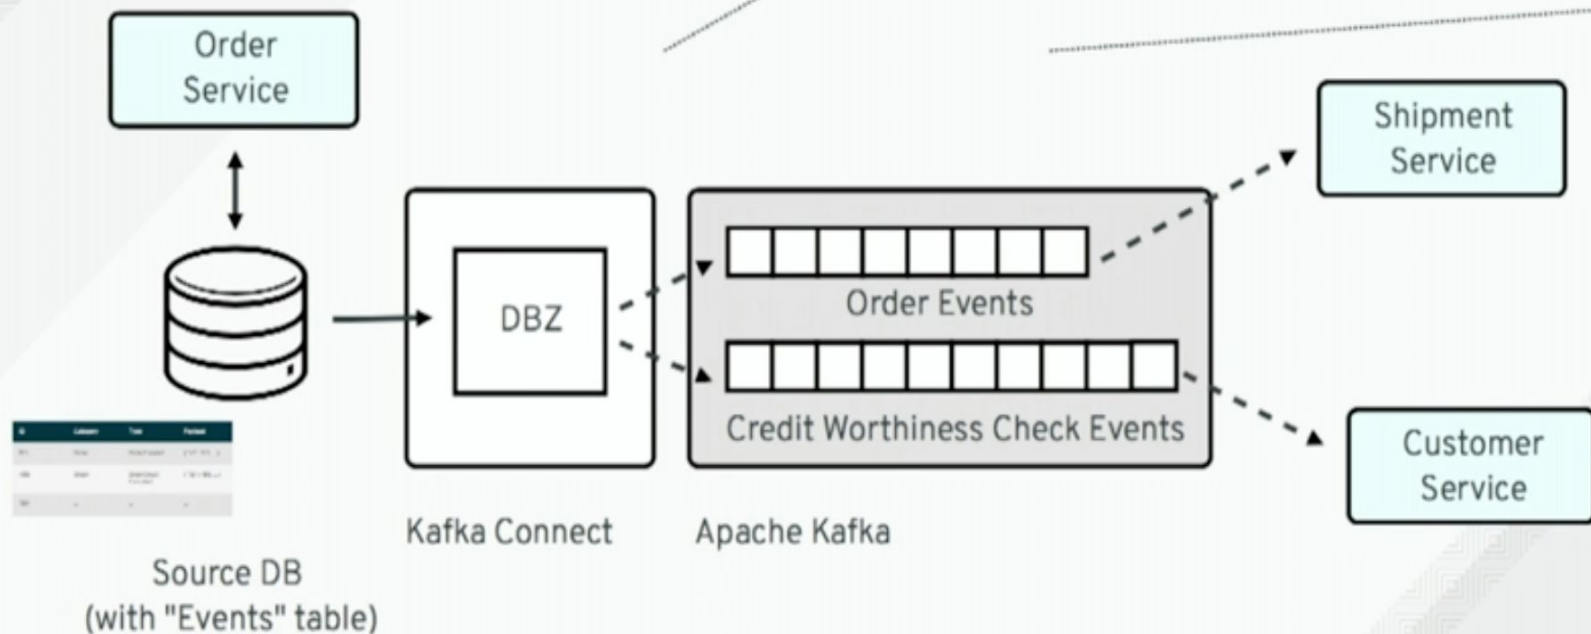 Order
Service
Shipment
Service
DBZ
Order Events
Credit Worthiness Check Events
Customer
Service
Kafka Connect
Apache Kafka
Source DB
(with "Events" table)